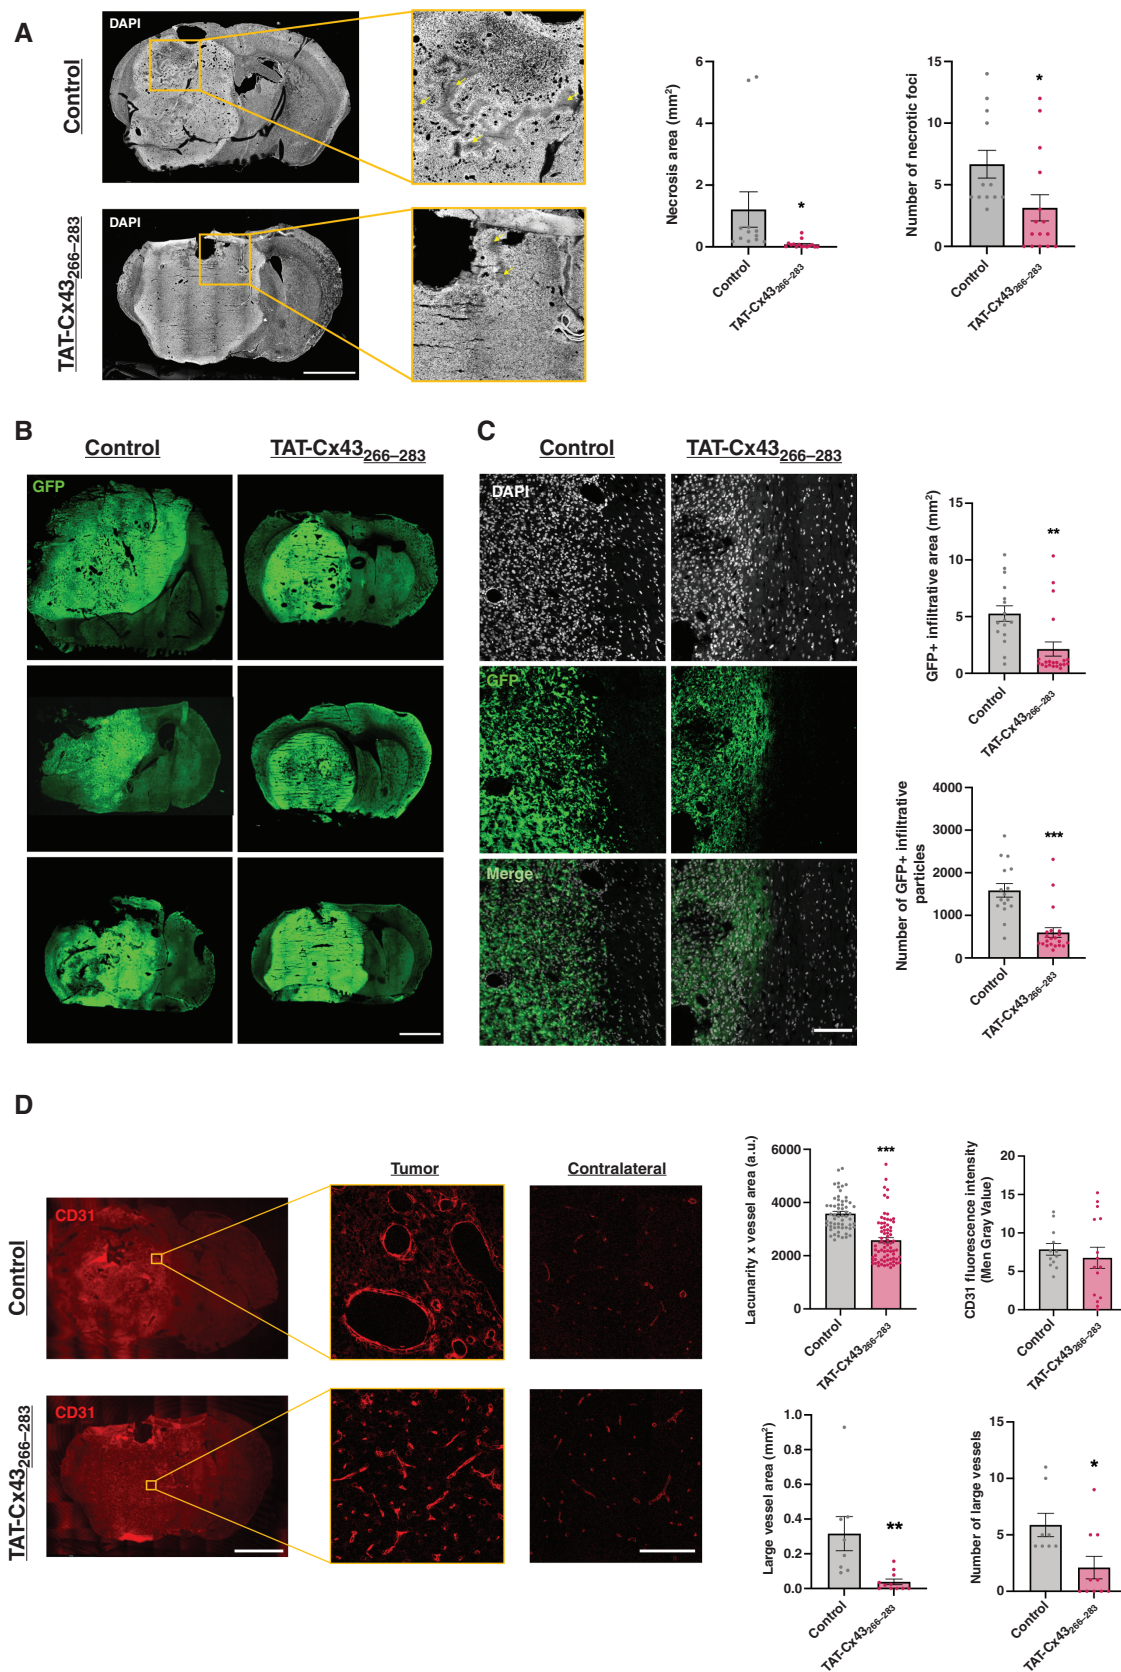 A
Control
DAPI
TAT-Cx43266–283
DAPI
Necrosis area (mm2)
6
4
2
0
*
Control
TAT-Cx43266–283
Number of necrotic foci
15
10
5
0
*
Control
TAT-Cx43266–283
B
Control
TAT-Cx43266–283
GFP
C
Control
TAT-Cx43266–283
DAPI
GFP
Merge
GFP+ infiltrative area (mm2)
15
10
5
0
**
Control
TAT-Cx43266–283
Number of GFP+ infiltrative
particles
4000
3000
2000
1000
0
***
Control
TAT-Cx43266–283
D
Tumor
Contralateral
Control
CD31
TAT-Cx43266–283
CD31
Lacunarity x vessel area (a.u.)
6000
4000
2000
0
***
Control
TAT-Cx43266–283
CD31 fluorescence intensity
(Men Gray Value)
20
15
10
5
0
Control
TAT-Cx43266–283
Large vessel area (mm2)
1.0
0.8
0.6
0.4
0.2
0.0
**
Control
TAT-Cx43266–283
Number of large vessels
15
10
5
0
*
Control
TAT-Cx43266–283